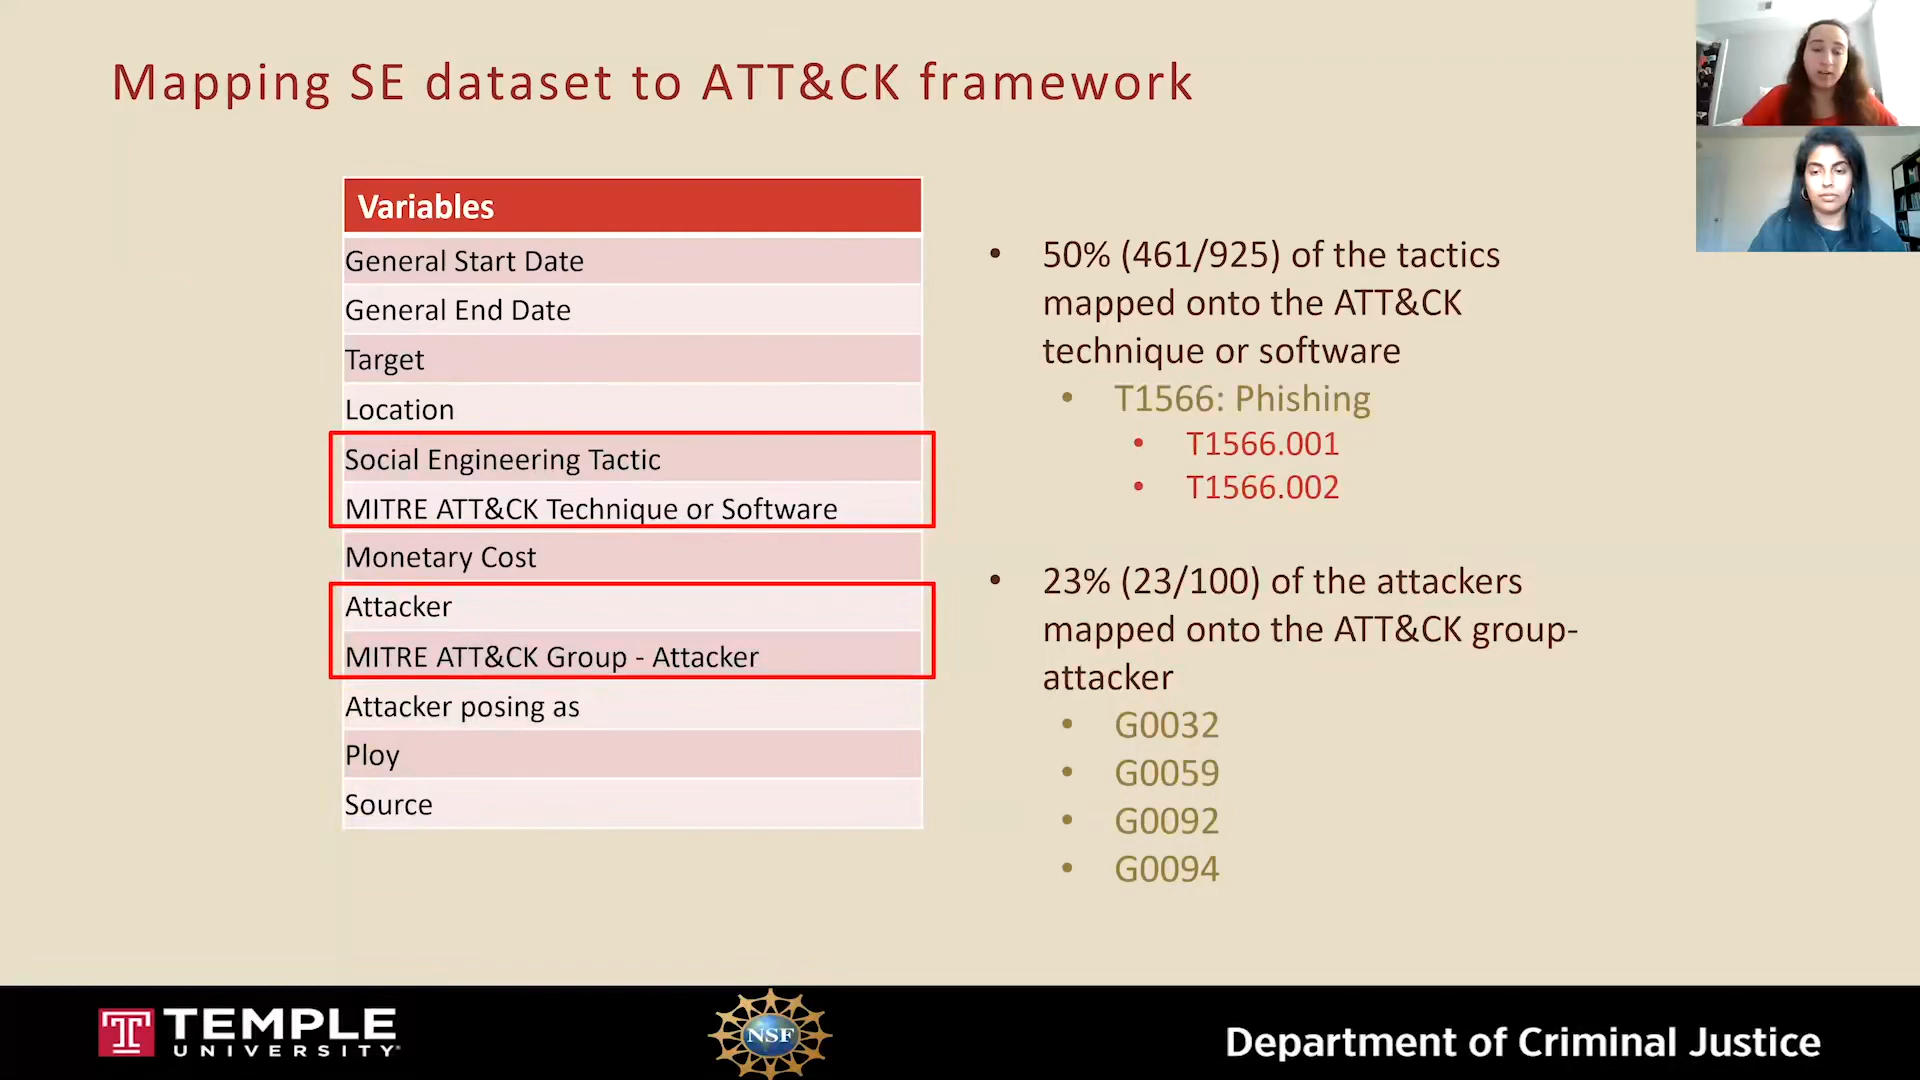 Mapping SE dataset to ATT&CK framework
Variables
General Start Date
General End Date
Target
Location
Social Engineering Tactic
MITRE ATT&CK Technique or Software
Monetary Cost
Attacker
MITRE ATT&CK Group - Attacker
Attacker posing as
Ploy
Source
• 50% (461/925) of the tactics
mapped onto the ATT&CK
technique or software
• T1566: Phishing
• T1566.001
• T1566.002
• 23% (23/100) of the attackers
mapped onto the ATT&CK group-
attacker
• G0032
• G0059
• G0092
• G0094
TEMPLE
UNIVERSITY
NSF
Department of Criminal Justice